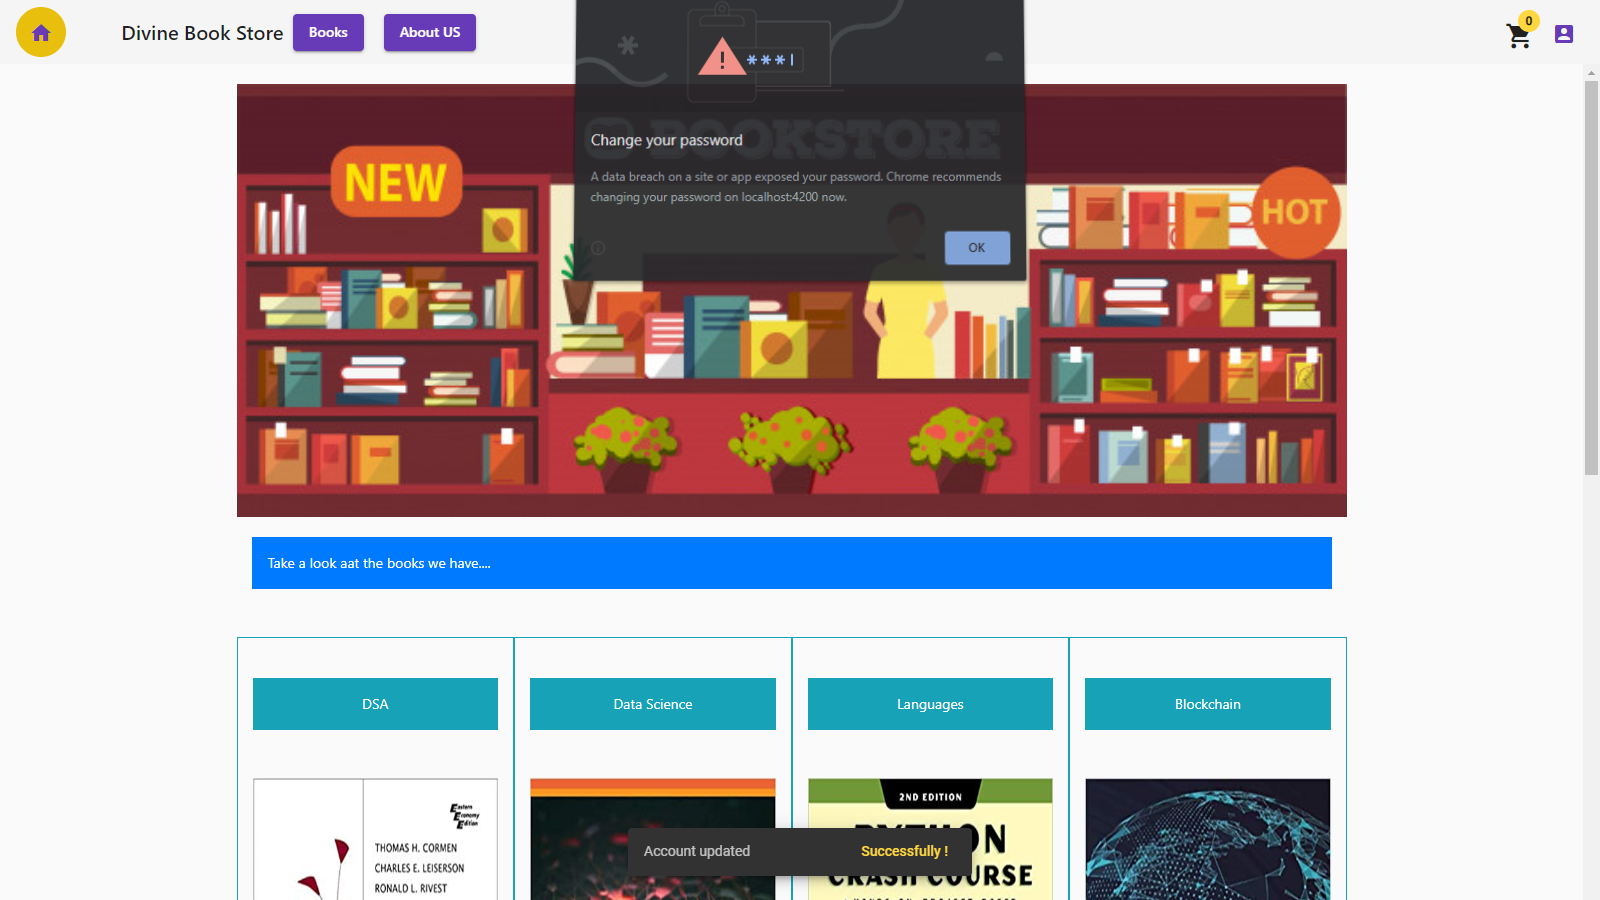 Divine Book Store
Books
About US
0
***
BOOKSTORE
Change your password
A data breach on a site or app exposed your password. Chrome recommends
changing your password on localhost:4200 now.
OK
NEW
HOT
Take a look aat the books we have....
DSA
Data Science
Languages
Blockchain
Eastern
Economy
Edition
THOMAS H. CORMEN
CHARLES E. LEISERSON
RONALD L. RIVEST
2ND EDITION
PYTHON
CRASH COURSE
Account updated
Successfully !